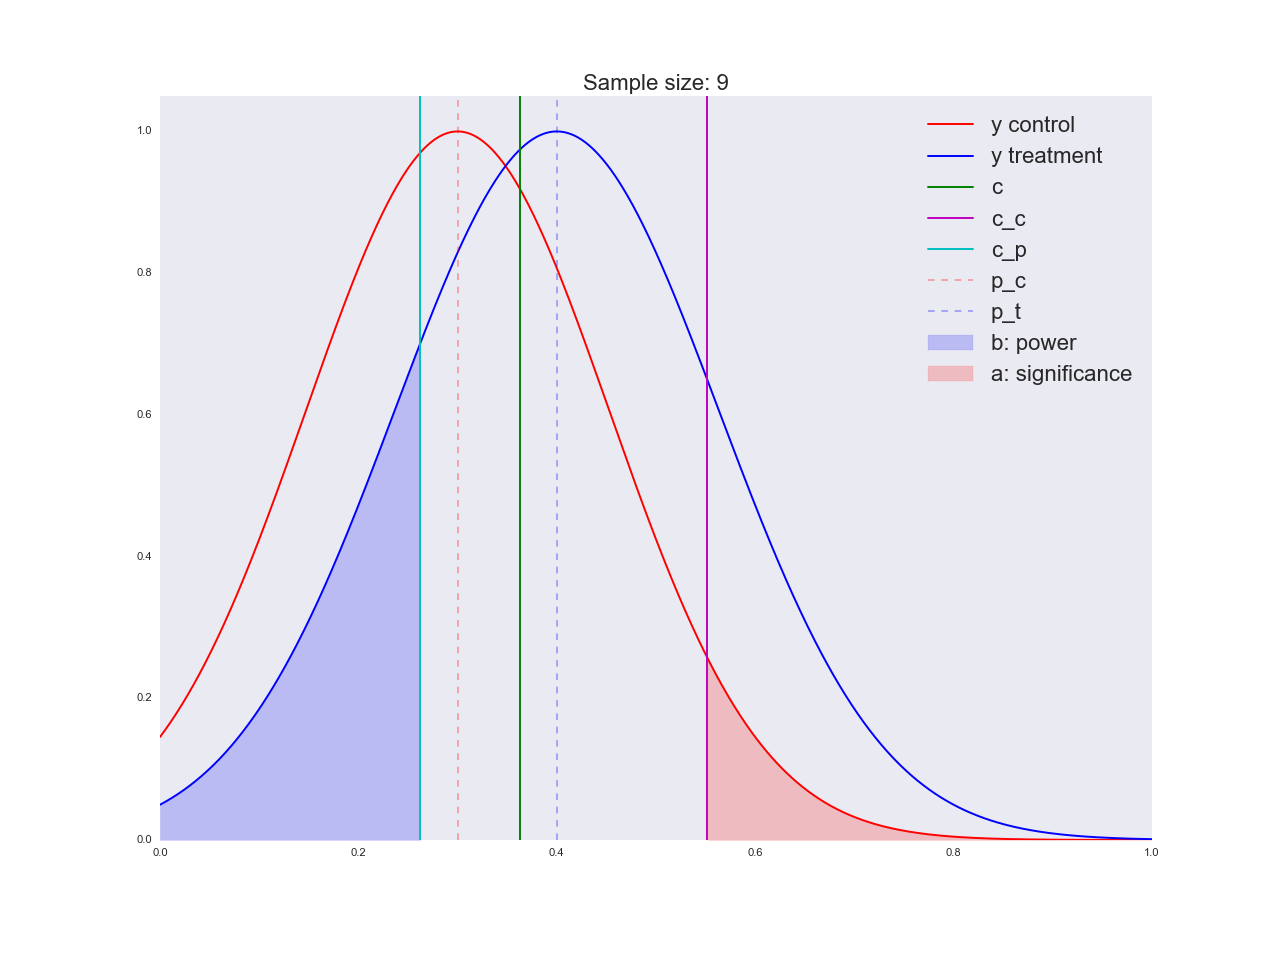 Sample size: 9
y control
y treatment
c
c_c
c_p
p_c
p_t
b: power
a: significance
1.0
0.8
0.6
0.4
0.2
0.0
0.0 0.2 0.4 0.6 0.8 1.0